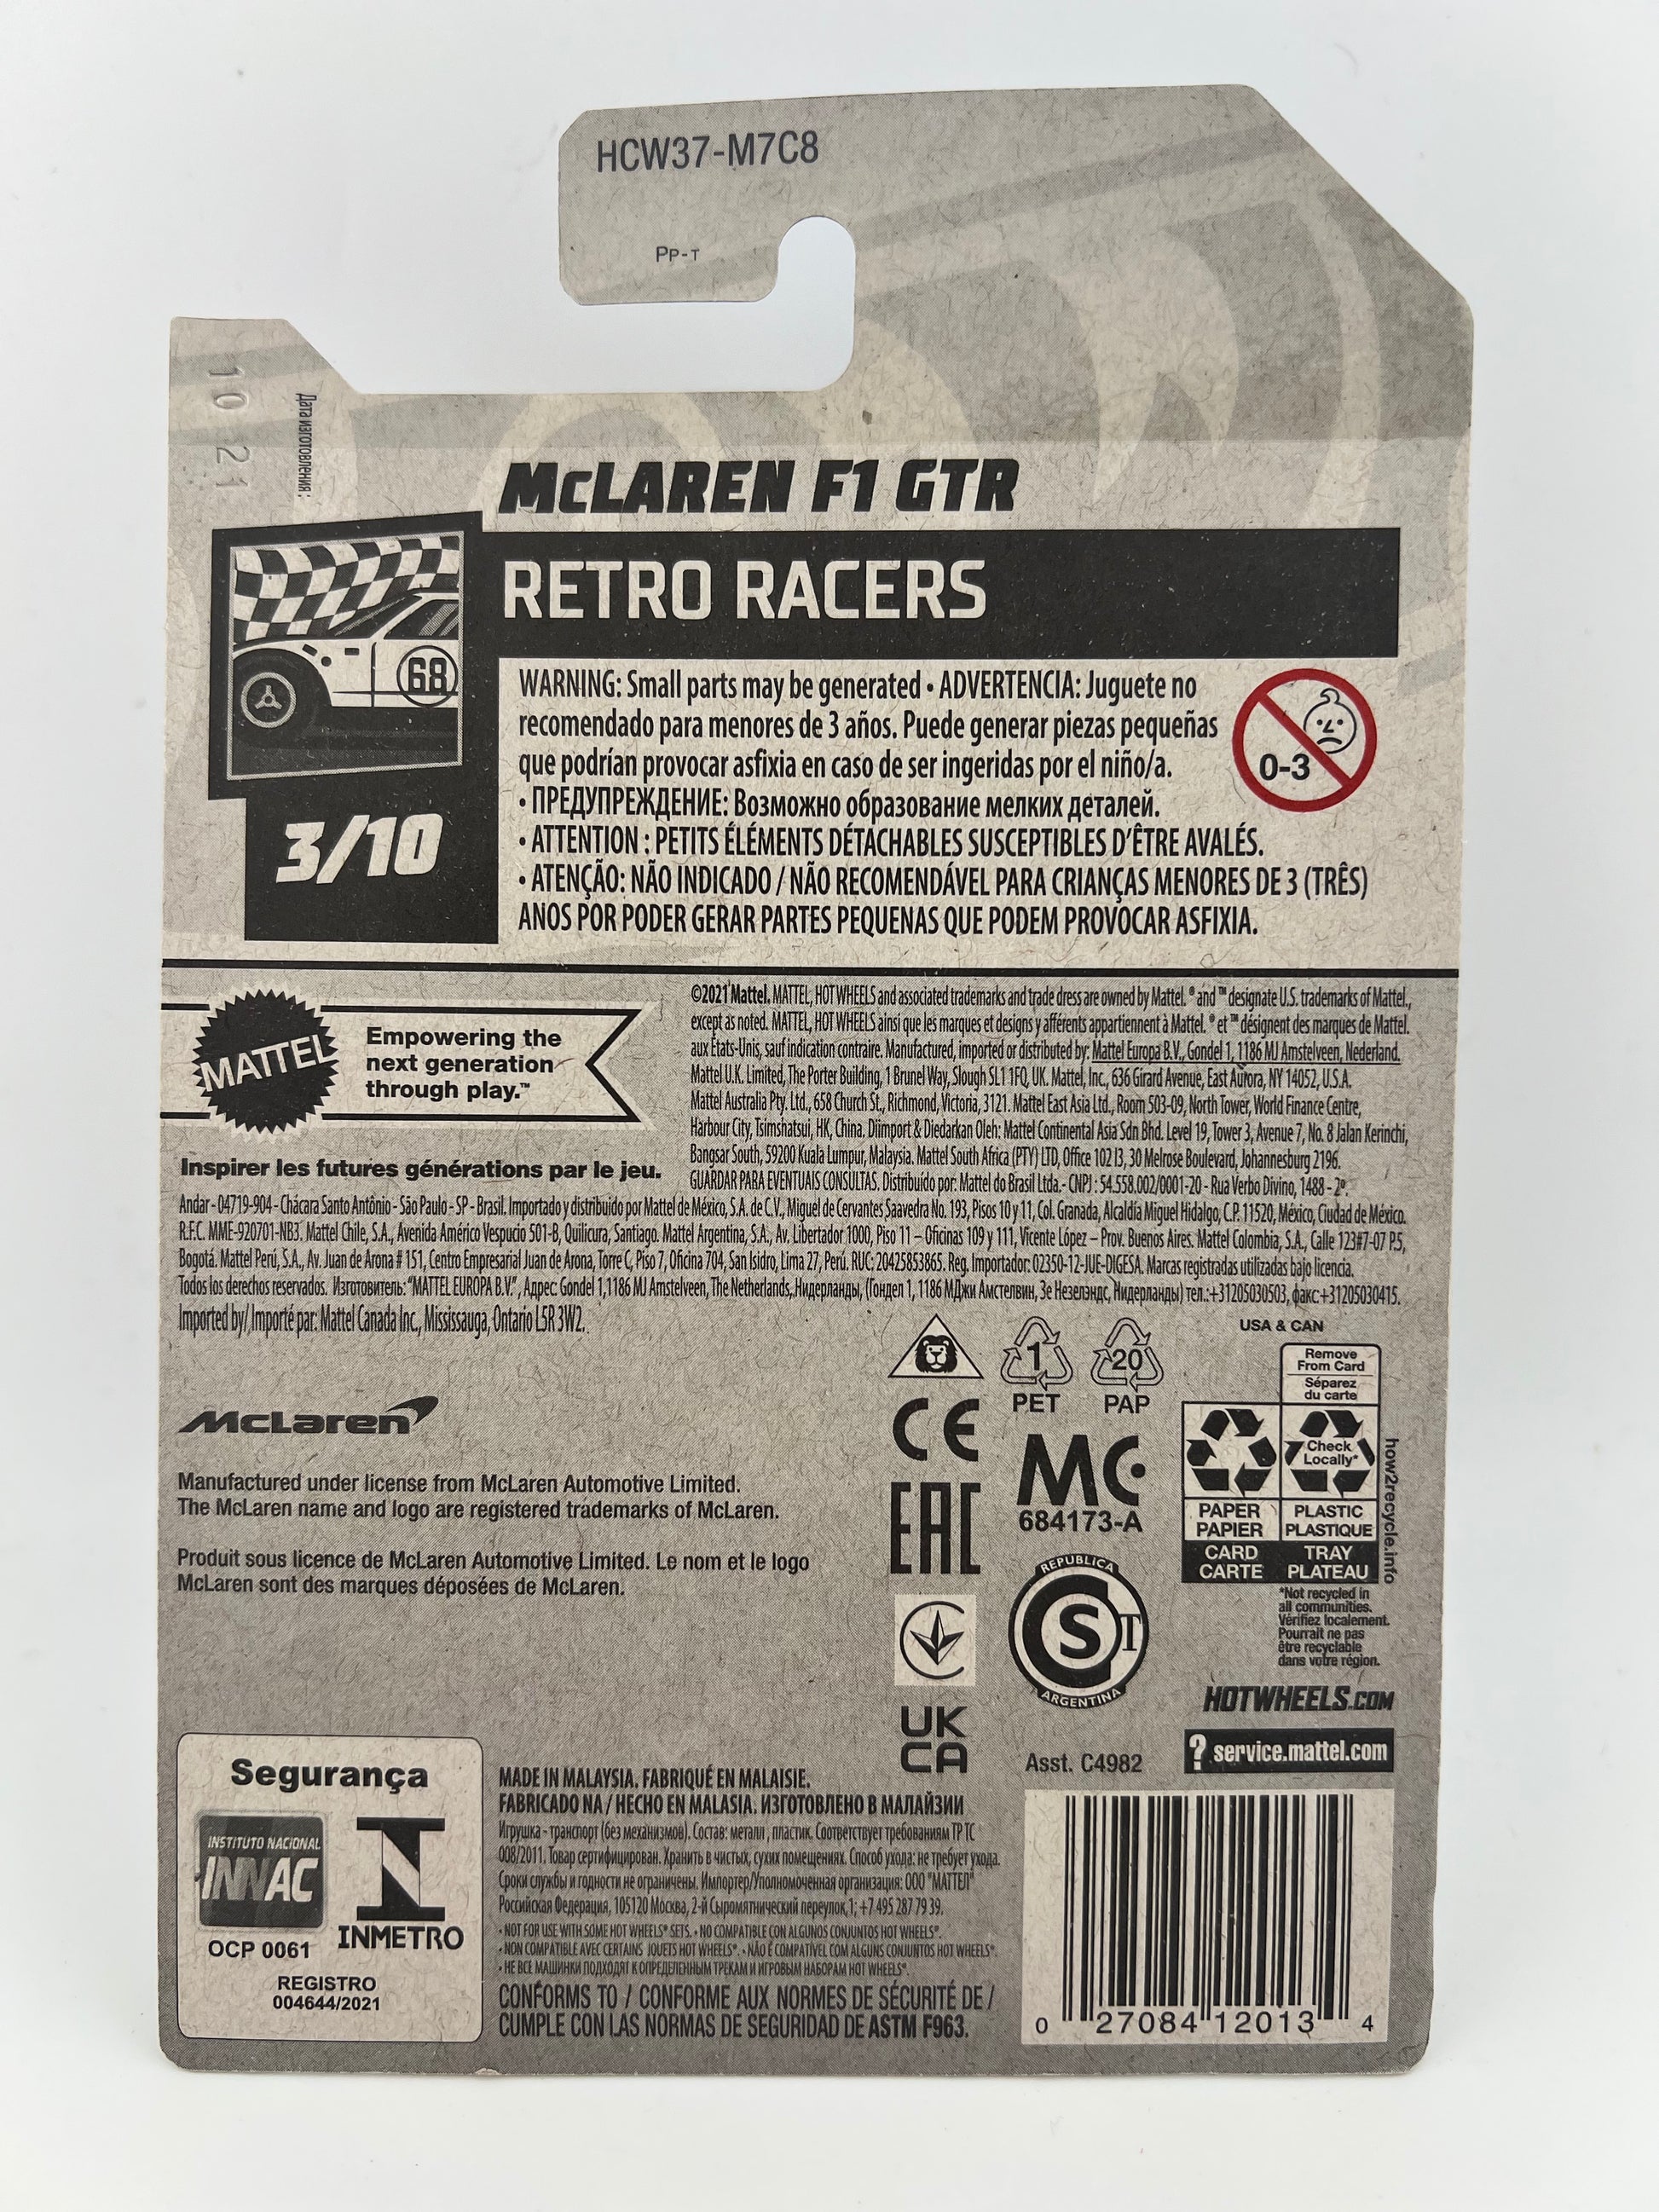 HCW37-M7C8
PP-T
10 21
Дата изготовления:
McLAREN F1 GTR
RETRO RACERS
68
3/10
WARNING: Small parts may be generated • ADVERTENCIA: Juguete no
recomendado para menores de 3 años. Puede generar piezas pequeñas
que podrían provocar asfixia en caso de ser ingeridas por el niño/a.
• ПРЕДУПРЕЖДЕНИЕ: Возможно образование мелких деталей.
• ATTENTION : PETITS ÉLÉMENTS DÉTACHABLES SUSCEPTIBLES D'ÊTRE AVALÉS.
• ATENÇÃO: NÃO INDICADO / NÃO RECOMENDÁVEL PARA CRIANÇAS MENORES DE 3 (TRÊS)
ANOS POR PODER GERAR PARTES PEQUENAS QUE PODEM PROVOCAR ASFIXIA.
0-3
MATTEL
Empowering the
next generation
through play.™
Inspirer les futures générations par le jeu.
©2021 Mattel. MATTEL, HOT WHEELS and associated trademarks and trade dress are owned by Mattel. ® and ™ designate U.S. trademarks of Mattel.,
except as noted. MATTEL, HOT WHEELS ainsi que les marques et designs y afférents appartiennent à Mattel. ® et ™ désignent des marques de Mattel.
aux États-Unis, sauf indication contraire. Manufactured, imported or distributed by: Mattel Europa B.V., Gondel 1, 1186 MJ Amstelveen, Nederland.
Mattel U.K. Limited, The Porter Building, 1 Brunel Way, Slough SL1 1FQ, UK. Mattel, Inc., 636 Girard Avenue, East Aurora, NY 14052, U.S.A.
Mattel Australia Pty. Ltd., 658 Church St., Richmond, Victoria, 3121. Mattel East Asia Ltd., Room 503-09, North Tower, World Finance Centre,
Harbour City, Tsimshatsui, HK, China. Diimport & Diedarkan Oleh: Mattel Continental Asia Sdn Bhd. Level 19, Tower 3, Avenue 7, No. 8 Jalan Kerinchi,
Bangsar South, 59200 Kuala Lumpur, Malaysia. Mattel South Africa (PTY) LTD, Office 102 I3, 30 Melrose Boulevard, Johannesburg 2196.
GUARDAR PARA EVENTUAIS CONSULTAS. Distribuído por: Mattel do Brasil Ltda.- CNPJ : 54.558.002/0001-20 - Rua Verbo Divino, 1488 - 2º.
Andar - 04719-904 - Chácara Santo Antônio - São Paulo - SP - Brasil. Importado y distribuido por Mattel de México, S.A. de C.V., Miguel de Cervantes Saavedra No. 193, Pisos 10 y 11, Col. Granada, Alcaldía Miguel Hidalgo, C.P. 11520, México, Ciudad de México.
R.F.C. MME-920701-NB3. Mattel Chile, S.A., Avenida Américo Vespucio 501-B, Quilicura, Santiago. Mattel Argentina, S.A., Av. Libertador 1000, Piso 11 – Oficinas 109 y 111, Vicente López – Prov. Buenos Aires. Mattel Colombia, S.A., Calle 123#7-07 P.5,
Bogotá. Mattel Perú, S.A., Av. Juan de Arona # 151, Centro Empresarial Juan de Arona, Torre C, Piso 7, Oficina 704, San Isidro, Lima 27, Perú. RUC: 20425853865. Reg. Importador: 02350-12-JUE-DIGESA. Marcas registradas utilizadas bajo licencia.
Todos los derechos reservados. Изготовитель: "MATTEL EUROPA B.V.", Адрес: Gondel 1,1186 MJ Amstelveen, The Netherlands,Нидерланды, (Гондел 1, 1186 МДжи Амстелвин, Зе Незелэндс, Нидерланды) тел.:+31205030503, факс:+31205030415.
Imported by/ Importé par: Mattel Canada Inc., Mississauga, Ontario L5R 3W2.
1
PET
20
PAP
USA & CAN
Remove
From Card
Séparez
du carte
Check
Locally*
PAPER
PAPIER
PLASTIC
PLASTIQUE
CARD
CARTE
TRAY
PLATEAU
how2recycle.info
*Not recycled in
all communities.
Vérifiez localement.
Pourrait ne pas
être recyclable
dans votre région.
McLaren
Manufactured under license from McLaren Automotive Limited.
The McLaren name and logo are registered trademarks of McLaren.
Produit sous licence de McLaren Automotive Limited. Le nom et le logo
McLaren sont des marques déposées de McLaren.
CE
MC
684173-A
EAC
REPUBLICA
S T
ARGENTINA
UK
CA
HOTWHEELS.COM
Asst. C4982
? service.mattel.com
Segurança
INSTITUTO NACIONAL
INNAC
OCP 0061
INMETRO
REGISTRO
004644/2021
MADE IN MALAYSIA. FABRIQUÉ EN MALAISIE.
FABRICADO NA / HECHO EN MALASIA. ИЗГОТОВЛЕНО В МАЛАЙЗИИ
Игрушка - транспорт (без механизмов). Состав: металл , пластик. Соответствует требованиям ТР ТС
008/2011. Товар сертифицирован. Хранить в чистых, сухих помещениях. Способ ухода: не требует ухода.
Сроки службы и годности не ограничены. Импортер/Уполномоченная организация: ООО "МАТТЕЛ"
Российская Федерация, 105120 Москва, 2-й Сыромятнический переулок,1; +7 495 287 79 39.
• NOT FOR USE WITH SOME HOT WHEELS® SETS. • NO COMPATIBLE CON ALGUNOS CONJUNTOS HOT WHEELS®.
• NON COMPATIBLE AVEC CERTAINS JOUETS HOT WHEELS®. • NÃO É COMPATÍVEL COM ALGUNS CONJUNTOS HOT WHEELS®.
• НЕ ВСЕ МАШИНКИ ПОДХОДЯТ К ОПРЕДЕЛЕННЫМ ТРЕКАМ И ИГРОВЫМ НАБОРАМ HOT WHEELS®.
CONFORMS TO / CONFORME AUX NORMES DE SÉCURITÉ DE /
CUMPLE CON LAS NORMAS DE SEGURIDAD DE ASTM F963.
0 27084 12013 4